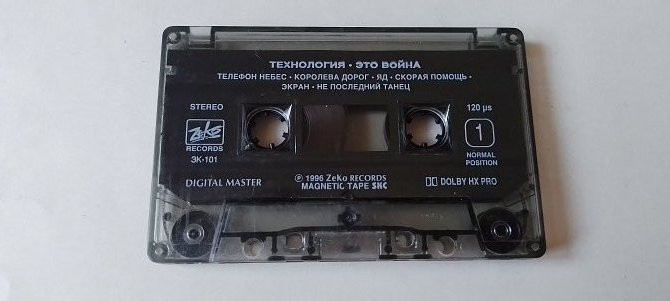 ТЕХНОЛОГИЯ • ЭТО ВОЙНА
ТЕЛЕФОН НЕБЕС • КОРОЛЕВА ДОРОГ • ЯД • СКОРАЯ ПОМОЩЬ •
ЭКРАН • НЕ ПОСЛЕДНИЙ ТАНЕЦ
STEREO
120 µs
ZeKo
RECORDS
ЭК-101
1
NORMAL
POSITION
DIGITAL MASTER
℗ 1996 ZeKo RECORDS
MAGNETIC TAPE SKC
DOLBY HX PRO